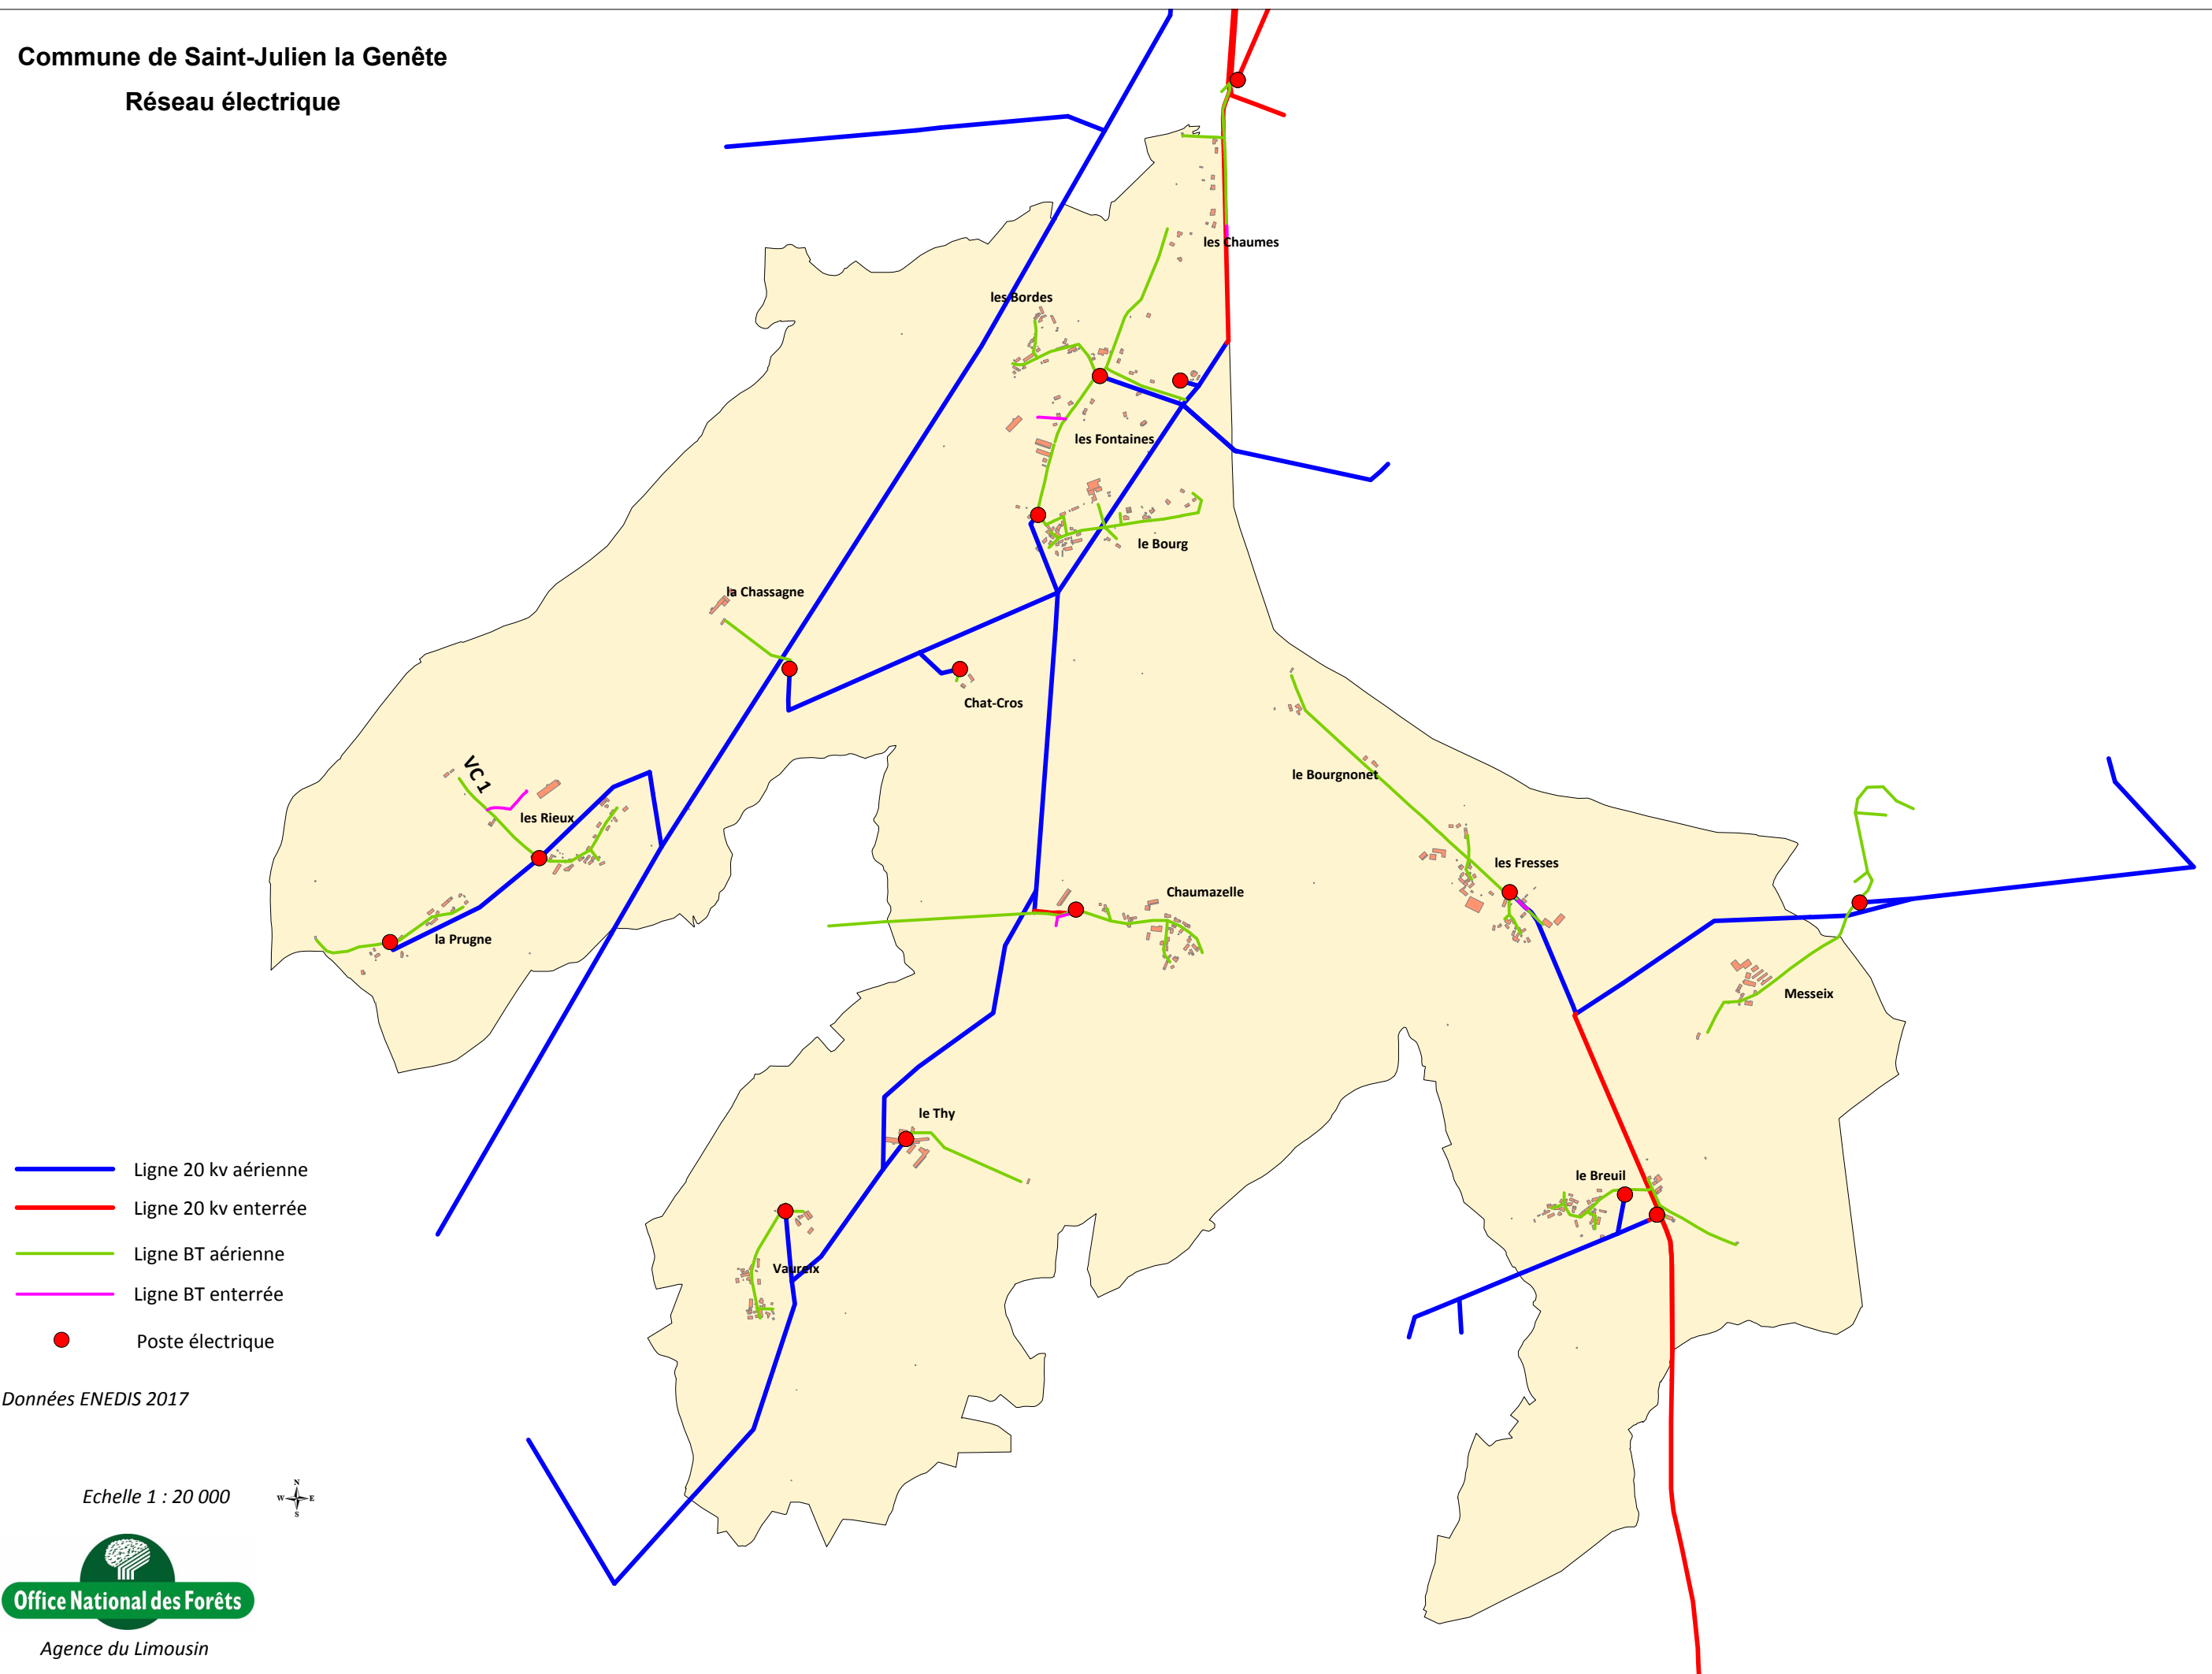 Commune de Saint-Julien la Genête
Réseau électrique
les Chaumes
les Bordes
les Fontaines
le Bourg
la Chassagne
Chat-Cros
VC 1
le Bourgnonet
les Rieux
les Fresses
Chaumazelle
la Prugne
Messeix
le Thy
le Breuil
Vaureix
Ligne 20 kv aérienne
Ligne 20 kv enterrée
Ligne BT aérienne
Ligne BT enterrée
Poste électrique
Données ENEDIS 2017
Echelle 1 : 20 000
N
W E
S
Office National des Forêts
Agence du Limousin